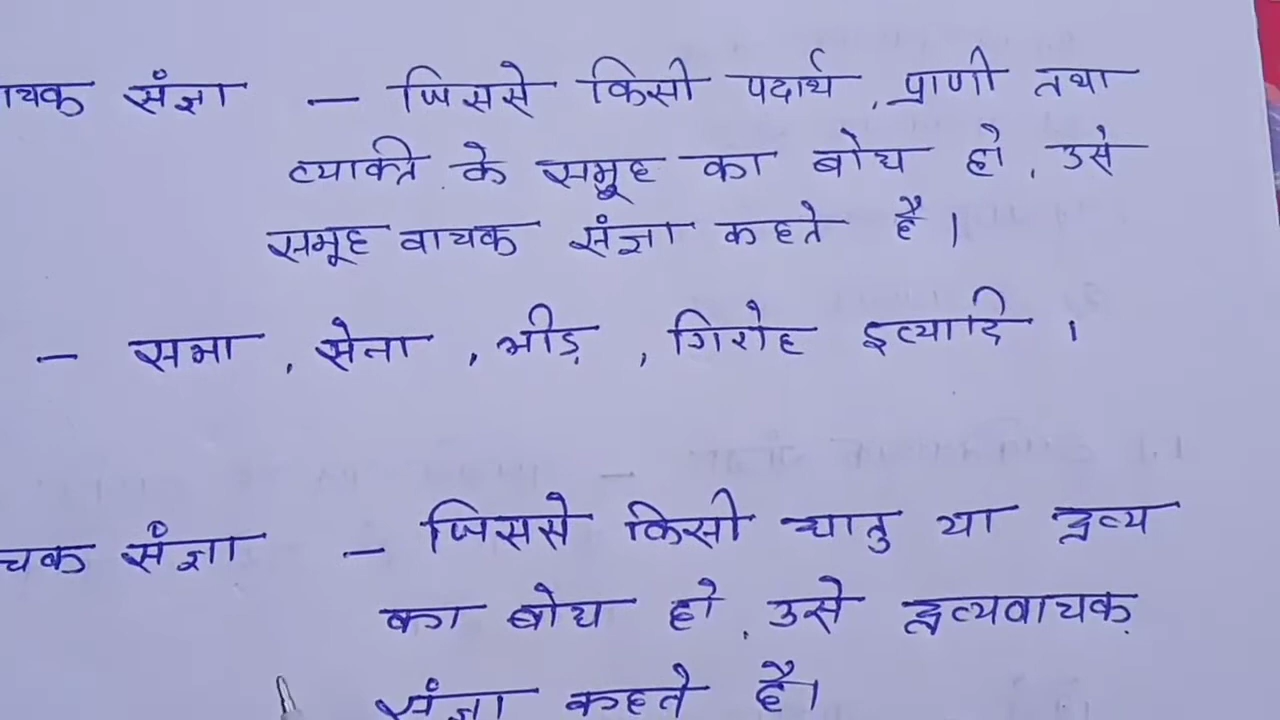 वाचक संज्ञा – जिससे किसी पदार्थ, प्राणी तथा
व्यक्ति के समुह का बोध हो, उसे
समूह वाचक संज्ञा कहते है।
– सभा, सेना, भीड़, गिरोह इत्यादि।
चक संज्ञा – जिससे किसी धातु या द्रव्य
का बोध हो, उसे द्रव्यवाचक
संज्ञा कहते है।